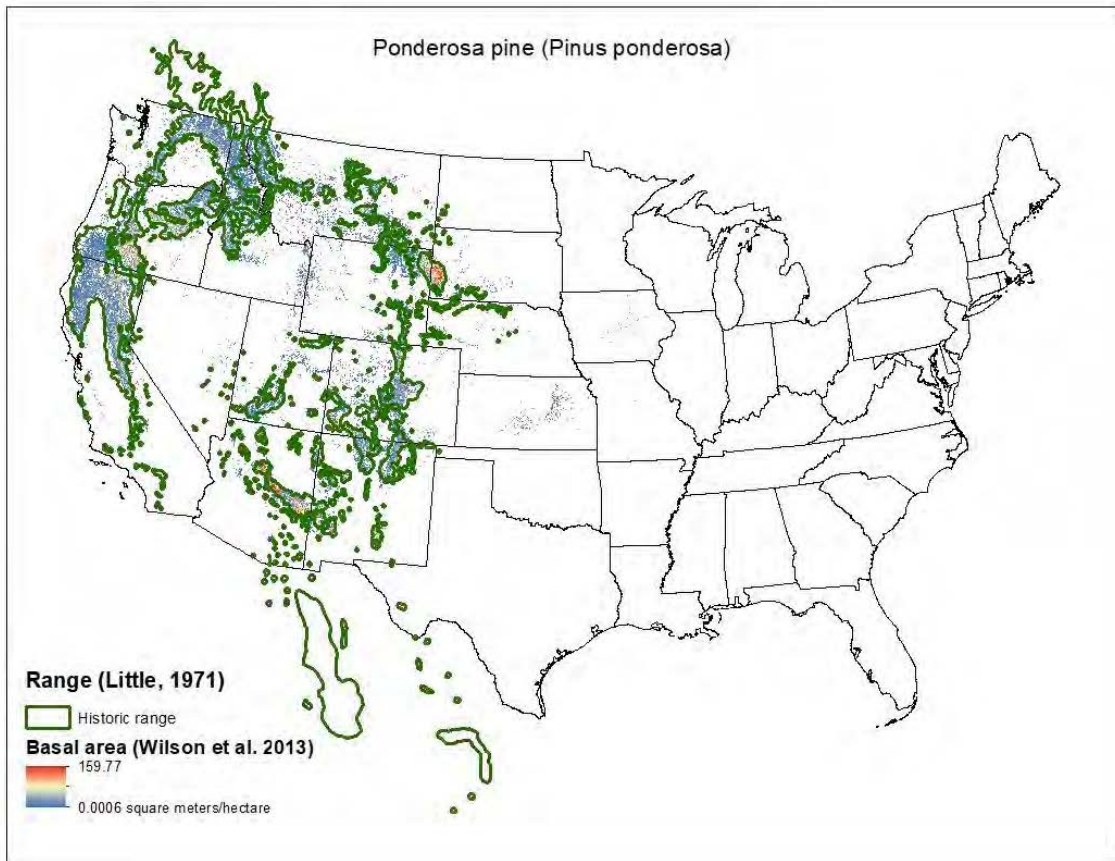 Ponderosa pine (Pinus ponderosa)
Range (Little, 1971)
Historic range
Basal area (Wilson et al. 2013)
159.77
0.0006 square meters/hectare